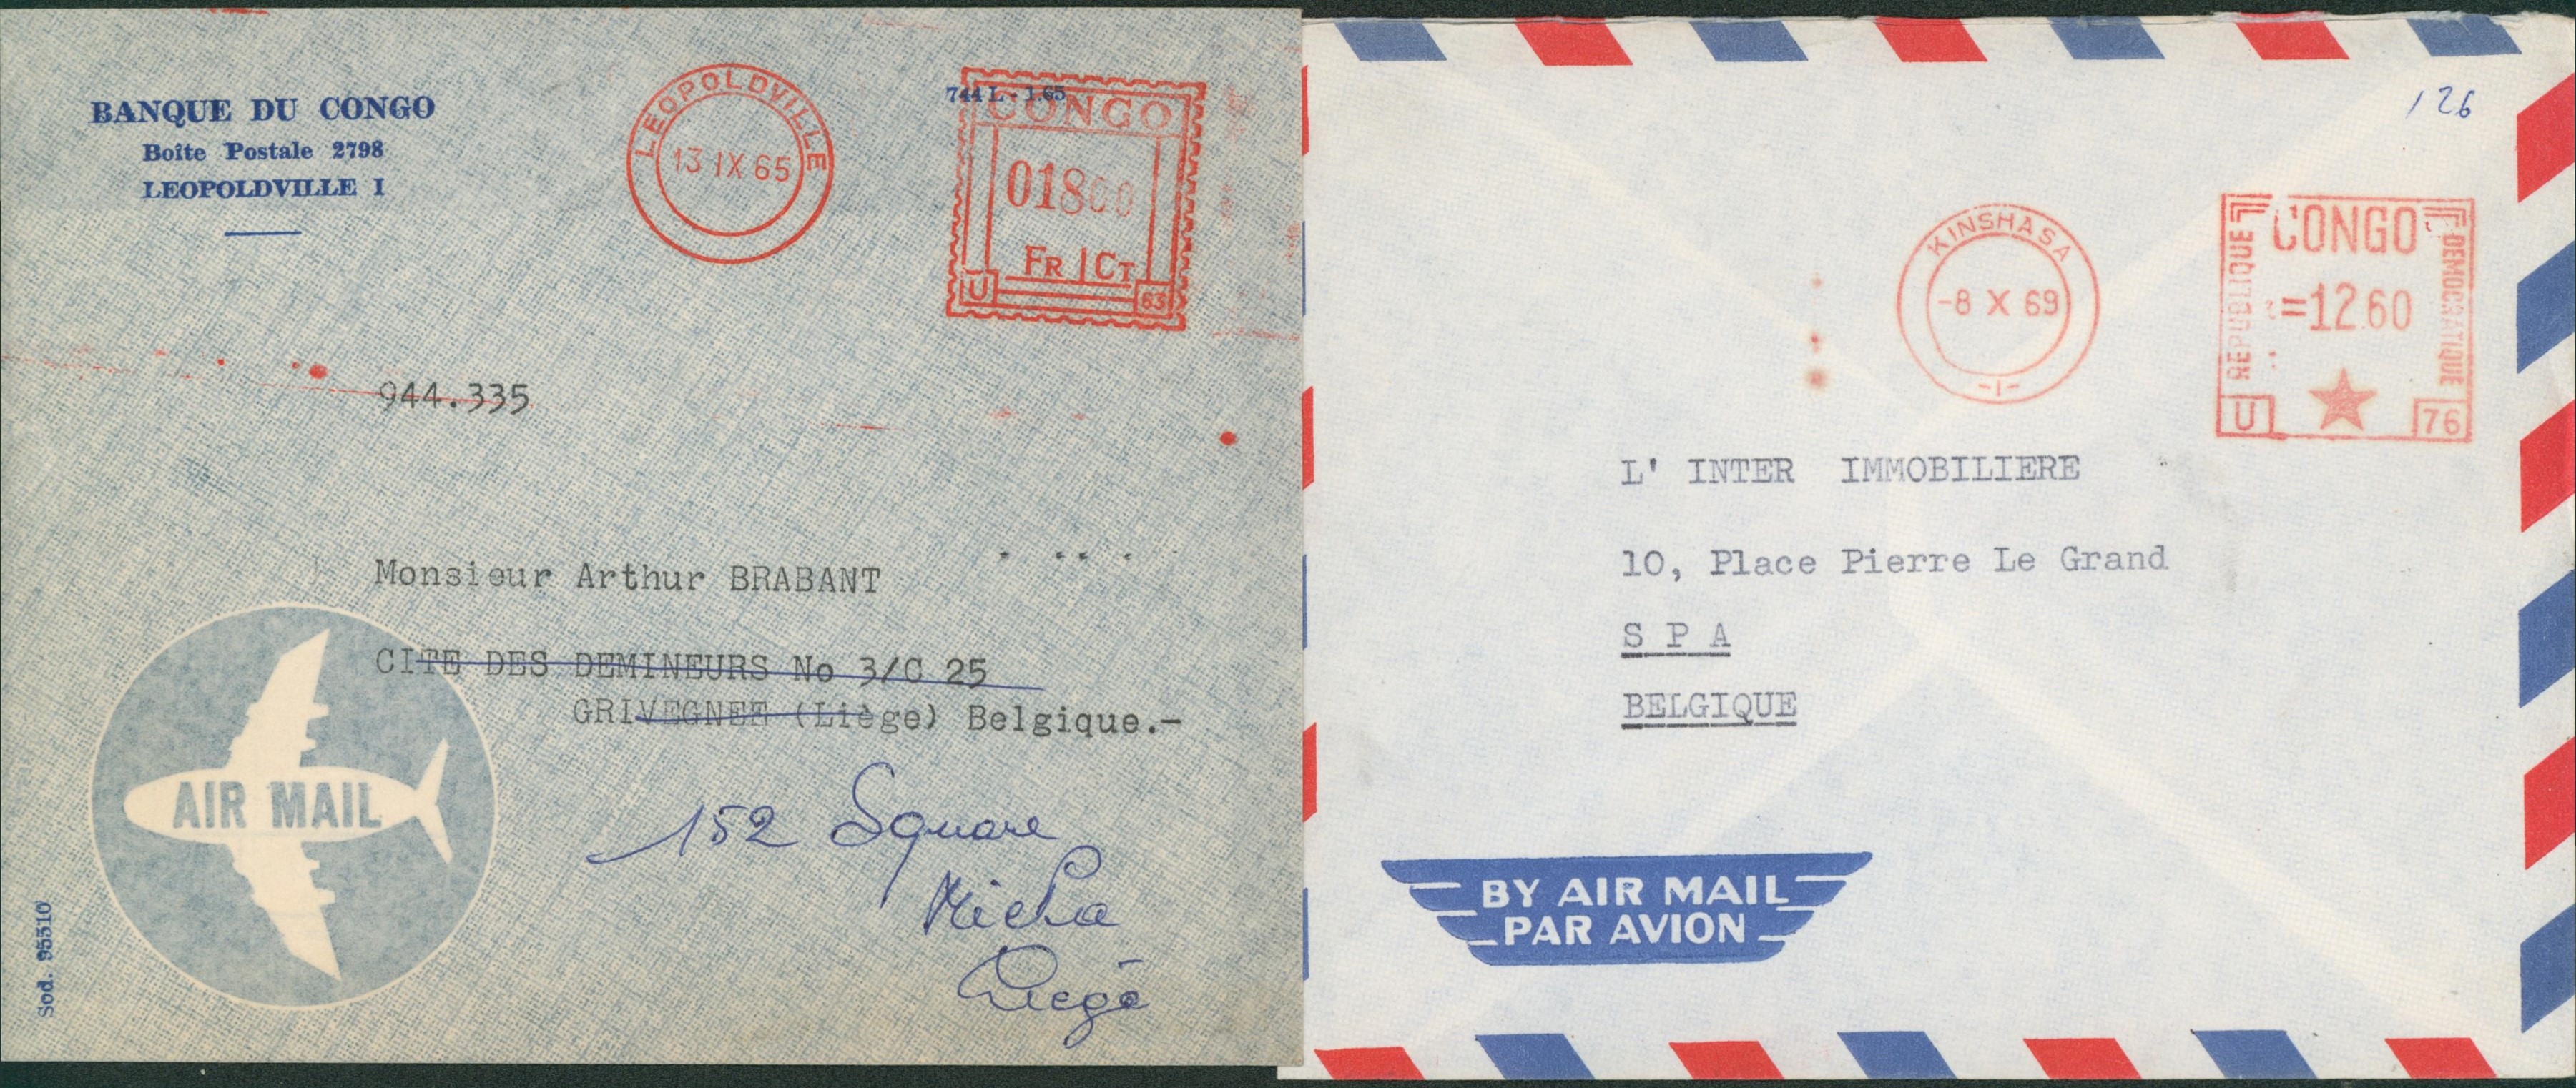 BANQUE DU CONGO
Boîte Postale 2798
LEOPOLDVILLE I
LEOPOLDVILLE
13 IX 65
744 L - 1.65
CONGO
01800
FR CT
U 63
944.335
Monsieur Arthur BRABANT
CITE DES DEMINEURS No 3/C 25
GRIVEGNEE (Liège) Belgique.-
152 Square
Micha
Liège
AIR MAIL
Sod. 95510
126
KINSHASA
-8 X 69
-1-
REPUBLIQUE
CONGO
DEMOCRATIQUE
=12.60
U 76
L' INTER IMMOBILIERE
10, Place Pierre Le Grand
S P A
BELGIQUE
BY AIR MAIL
PAR AVION